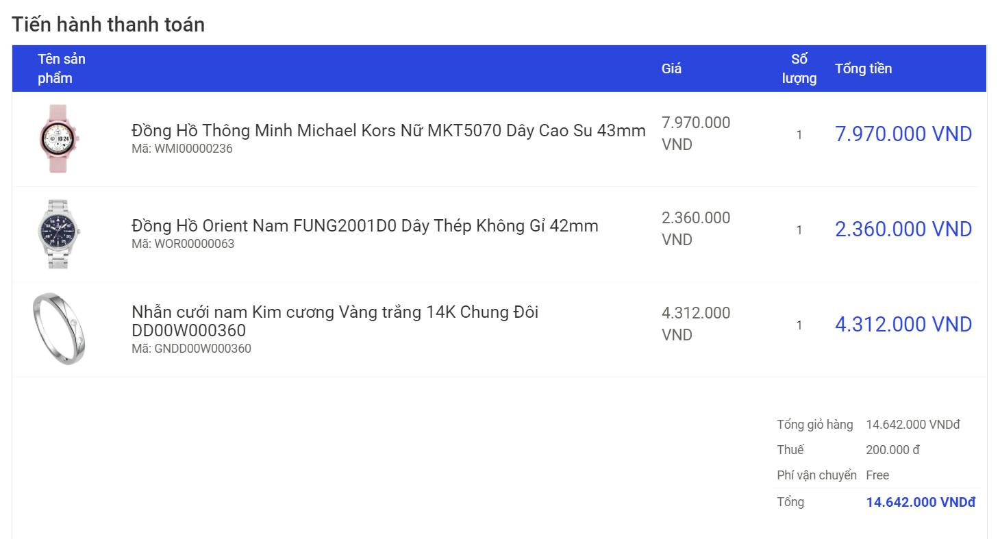 Tiến hành thanh toán
Tên sản
phẩm
Giá
Số
lượng
Tổng tiền
10:24
Đồng Hồ Thông Minh Michael Kors Nữ MKT5070 Dây Cao Su 43mm
Mã: WMI00000236
7.970.000
VND
1
7.970.000 VND
Đồng Hồ Orient Nam FUNG2001D0 Dây Thép Không Gỉ 42mm
Mã: WOR00000063
2.360.000
VND
1
2.360.000 VND
Nhẫn cưới nam Kim cương Vàng trắng 14K Chung Đôi
DD00W000360
Mã: GNDD00W000360
4.312.000
VND
1
4.312.000 VND
Tổng giỏ hàng 14.642.000 VNDđ
Thuế 200.000 đ
Phí vận chuyển Free
Tổng 14.642.000 VNDđ